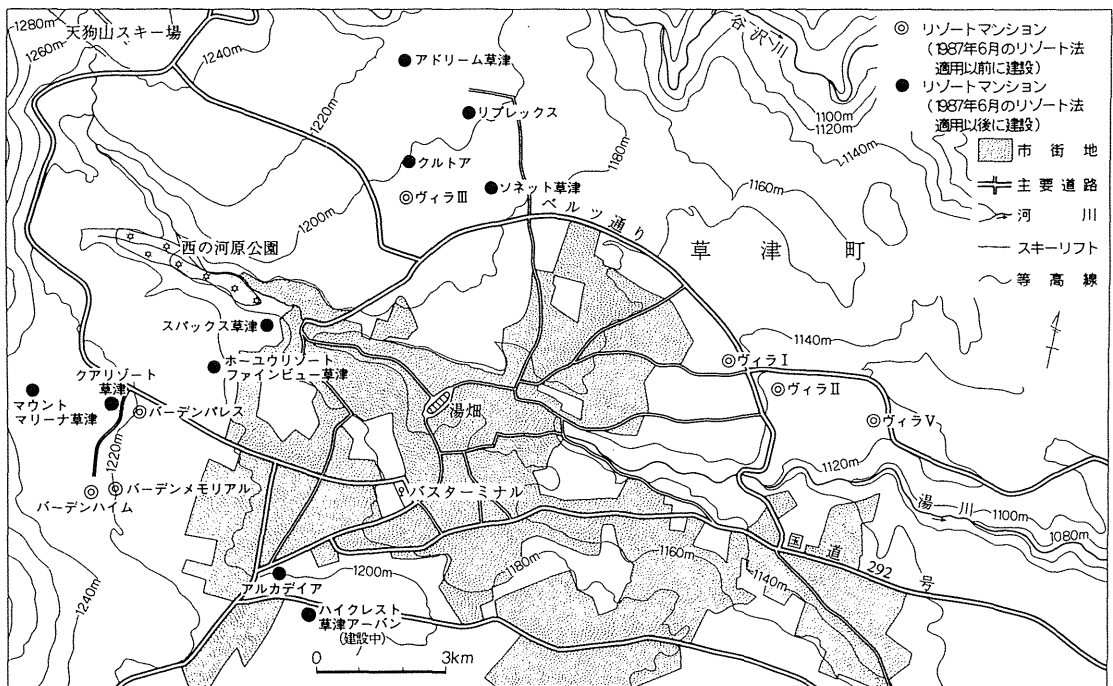 1280m
1260m
天狗山スキー場
1240m
アドリーム草津
1220m
リブレックス
谷沢川
1100m
1120m
1140m
◎ リゾートマンション
(1987年6月のリゾート法
適用以前に建設)
● リゾートマンション
(1987年6月のリゾート法
適用以後に建設)
市街地
主要道路
河川
スキーリフト
等高線
クルトア
1180m
ヴィラⅢ
ソネット草津
1160m
1200m
ベルツ通り
草津町
西の河原公園
スパックス草津
ホーユウリゾート
ファインビュー草津
1140m
ヴィラⅠ
ヴィラⅡ
ヴィラⅤ
クアリゾート
草津
マウント
マリーナ草津
バーデンパレス
湯畑
1220m
バーデンメモリアル
バーデンハイム
バスターミナル
1120m
湯川
1100m
1080m
国道292号
1160m
1180m
1140m
1200m
アルカデイア
1240m
ハイクレスト
草津アーバン
(建設中)
0 3km